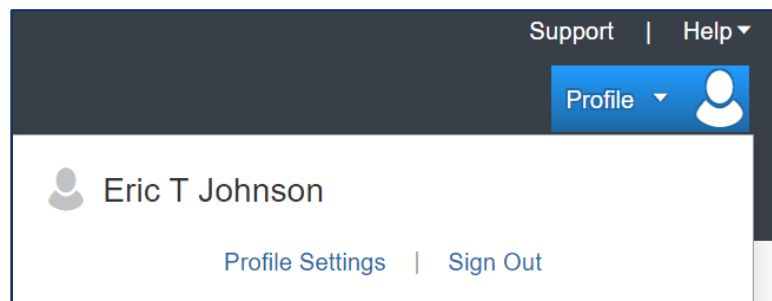 Support | Help
Profile
Eric T Johnson
Profile Settings | Sign Out